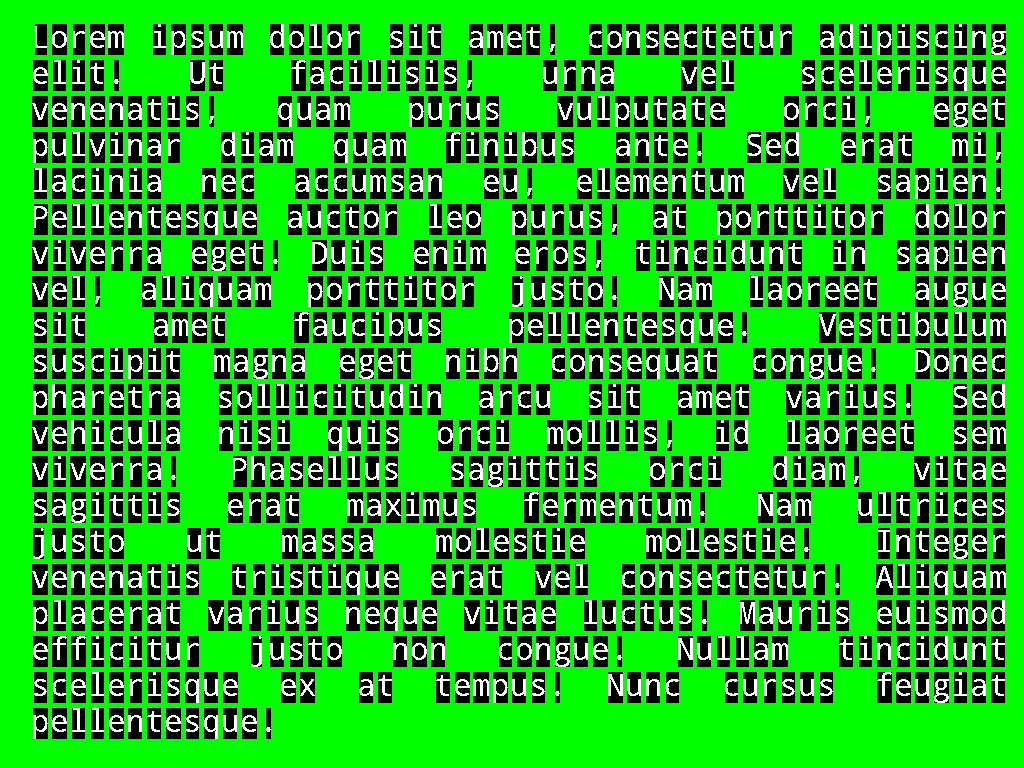 Lorem ipsum dolor sit amet, consectetur adipiscing
elit. Ut facilisis, urna vel scelerisque
venenatis, quam purus vulputate orci, eget
pulvinar diam quam finibus ante. Sed erat mi,
lacinia nec accumsan eu, elementum vel sapien.
Pellentesque auctor leo purus, at porttitor dolor
viverra eget. Duis enim eros, tincidunt in sapien
vel, aliquam porttitor justo. Nam laoreet augue
sit amet faucibus pellentesque. Vestibulum
suscipit magna eget nibh consequat congue. Donec
pharetra sollicitudin arcu sit amet varius. Sed
vehicula nisi quis orci mollis, id laoreet sem
viverra. Phasellus sagittis orci diam, vitae
sagittis erat maximus fermentum. Nam ultrices
justo ut massa molestie molestie. Integer
venenatis tristique erat vel consectetur. Aliquam
placerat varius neque vitae luctus. Mauris euismod
efficitur justo non congue. Nullam tincidunt
scelerisque ex at tempus. Nunc cursus feugiat
pellentesque.